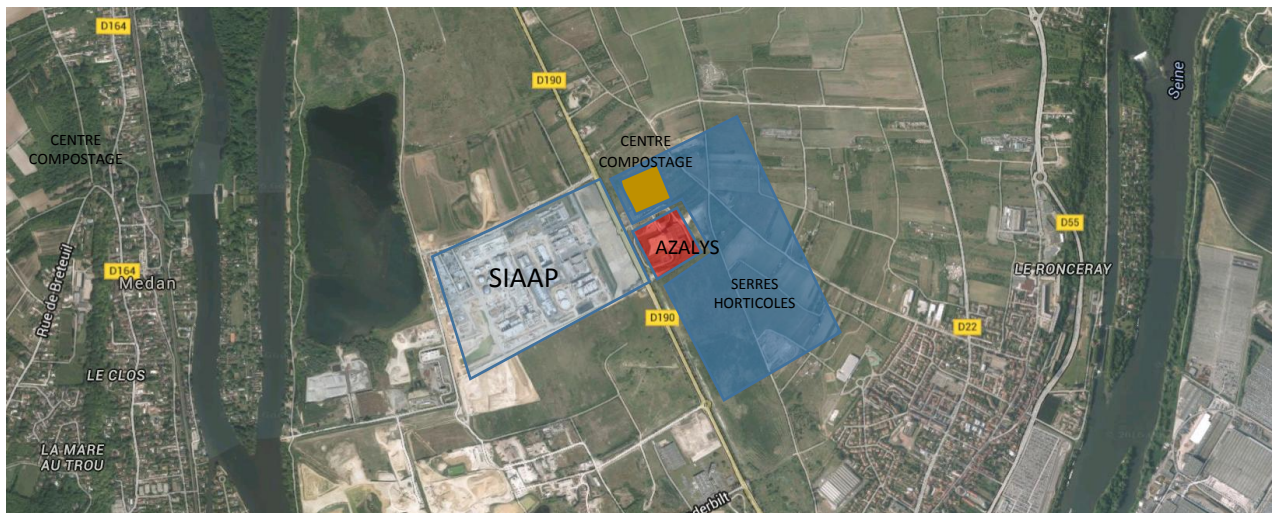 D164
D190
Seine
CENTRE
COMPOSTAGE
CENTRE
COMPOSTAGE
D55
AZALYS
SIAAP
LE RONCERAY
D164
Medan
SERRES
HORTICOLES
Rue de Breteuil
D190
D22
LE CLOS
LA MARE
AU TROU